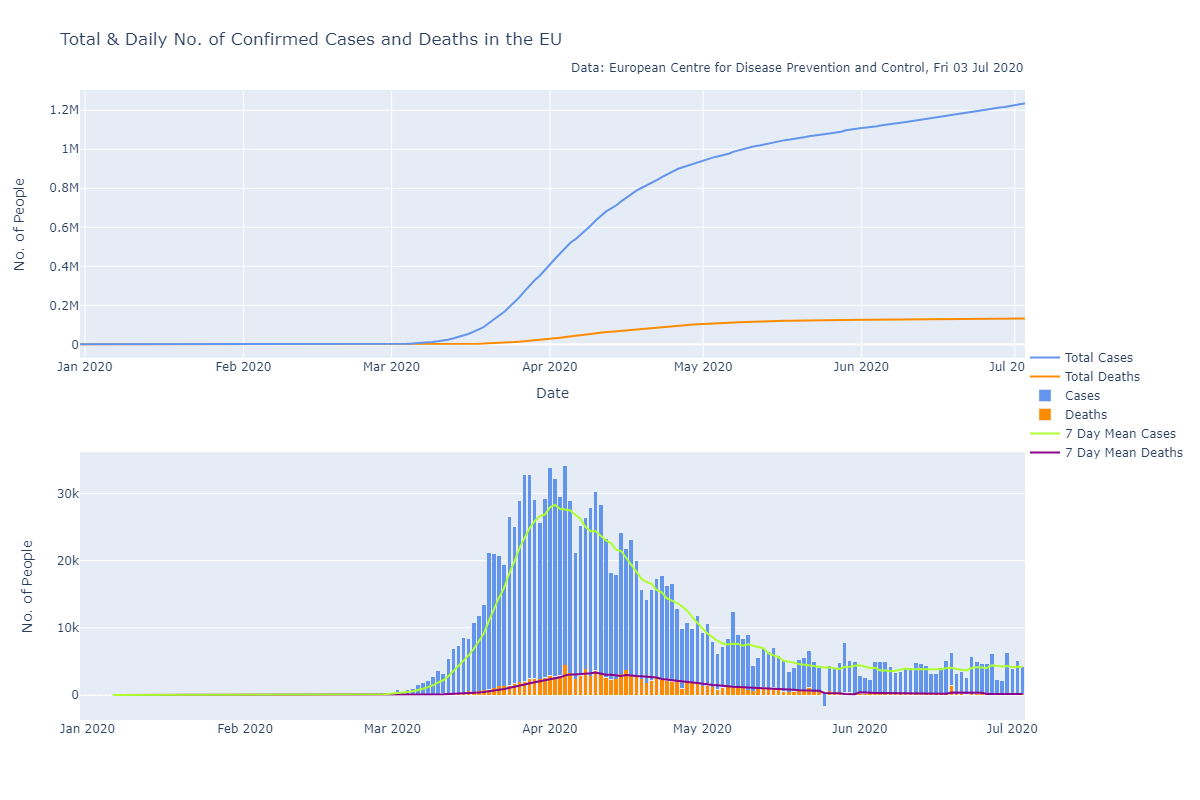 Total & Daily No. of Confirmed Cases and Deaths in the EU
Data: European Centre for Disease Prevention and Control, Fri 03 Jul 2020
1.2M
1M
0.8M
0.6M
0.4M
0.2M
0
No. of People
Jan 2020 Feb 2020 Mar 2020 Apr 2020 May 2020 Jun 2020 Jul 20
Date
Total Cases
Total Deaths
Cases
Deaths
7 Day Mean Cases
7 Day Mean Deaths
30k
20k
10k
0
No. of People
Jan 2020 Feb 2020 Mar 2020 Apr 2020 May 2020 Jun 2020 Jul 2020